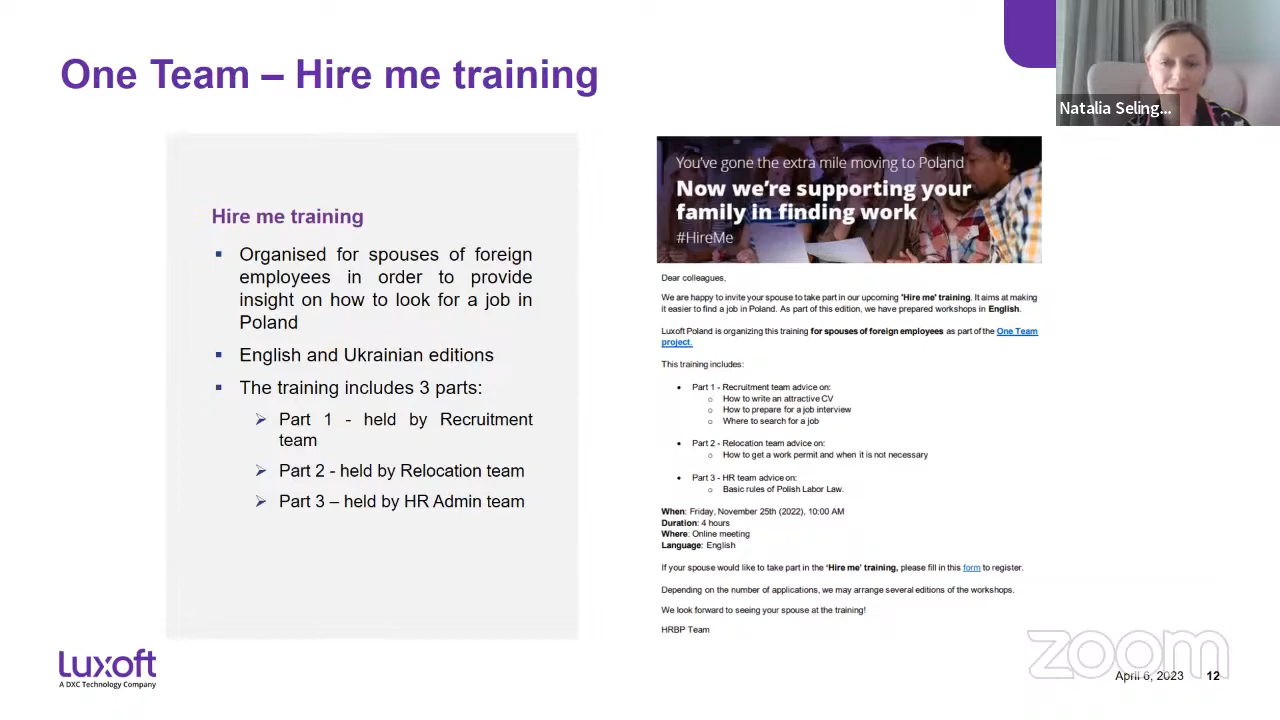 One Team – Hire me training
Natalia Seling...
Hire me training
▪ Organised for spouses of foreign
employees in order to provide
insight on how to look for a job in
Poland
▪ English and Ukrainian editions
▪ The training includes 3 parts:
➢ Part 1 - held by Recruitment
team
➢ Part 2 - held by Relocation team
➢ Part 3 – held by HR Admin team
You've gone the extra mile moving to Poland
Now we're supporting your
family in finding work
#HireMe
Dear colleagues,
We are happy to invite your spouse to take part in our upcoming 'Hire me' training. It aims at making
it easier to find a job in Poland. As part of this edition, we have prepared workshops in English.
Luxoft Poland is organizing this training for spouses of foreign employees as part of the One Team
project.
This training includes:
• Part 1 - Recruitment team advice on:
o How to write an attractive CV
o How to prepare for a job interview
o Where to search for a job
• Part 2 - Relocation team advice on:
o How to get a work permit and when it is not necessary
• Part 3 - HR team advice on:
o Basic rules of Polish Labor Law.
When: Friday, November 25th (2022), 10:00 AM
Duration: 4 hours
Where: Online meeting
Language: English
If your spouse would like to take part in the 'Hire me' training, please fill in this form to register.
Depending on the number of applications, we may arrange several editions of the workshops.
We look forward to seeing your spouse at the training!
HRBP Team
luxoft
A DXC Technology Company
zoom
April 6, 2023 12